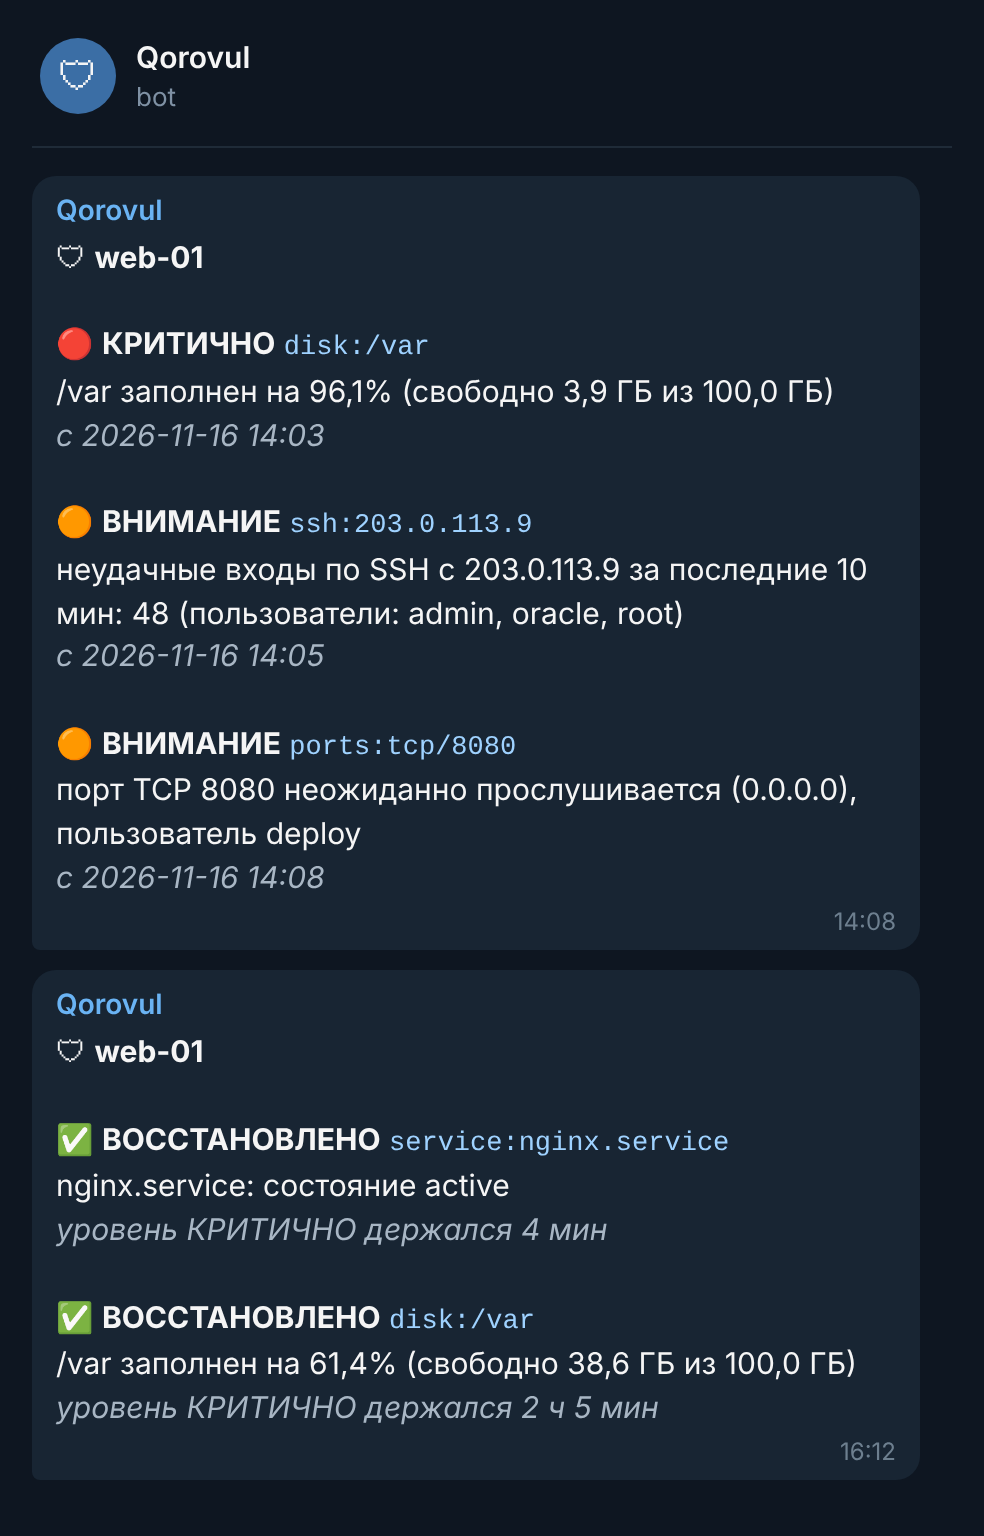 Qorovul
bot
Qorovul
🛡 web-01
🔴 КРИТИЧНО disk:/var
/var заполнен на 96,1% (свободно 3,9 ГБ из 100,0 ГБ)
с 2026-11-16 14:03
🟠 ВНИМАНИЕ ssh:203.0.113.9
неудачные входы по SSH с 203.0.113.9 за последние 10
мин: 48 (пользователи: admin, oracle, root)
с 2026-11-16 14:05
🟠 ВНИМАНИЕ ports:tcp/8080
порт TCP 8080 неожиданно прослушивается (0.0.0.0),
пользователь deploy
с 2026-11-16 14:08
14:08
Qorovul
🛡 web-01
✅ ВОССТАНОВЛЕНО service:nginx.service
nginx.service: состояние active
уровень КРИТИЧНО держался 4 мин
✅ ВОССТАНОВЛЕНО disk:/var
/var заполнен на 61,4% (свободно 38,6 ГБ из 100,0 ГБ)
уровень КРИТИЧНО держался 2 ч 5 мин
16:12